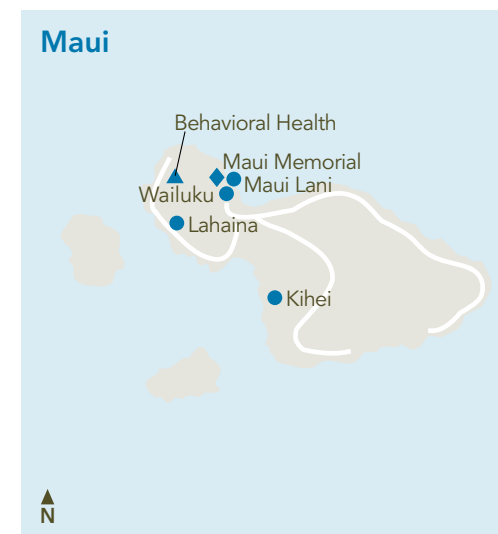 Maui
Behavioral Health
Maui Memorial
Maui Lani
Wailuku
Lahaina
Kihei
N